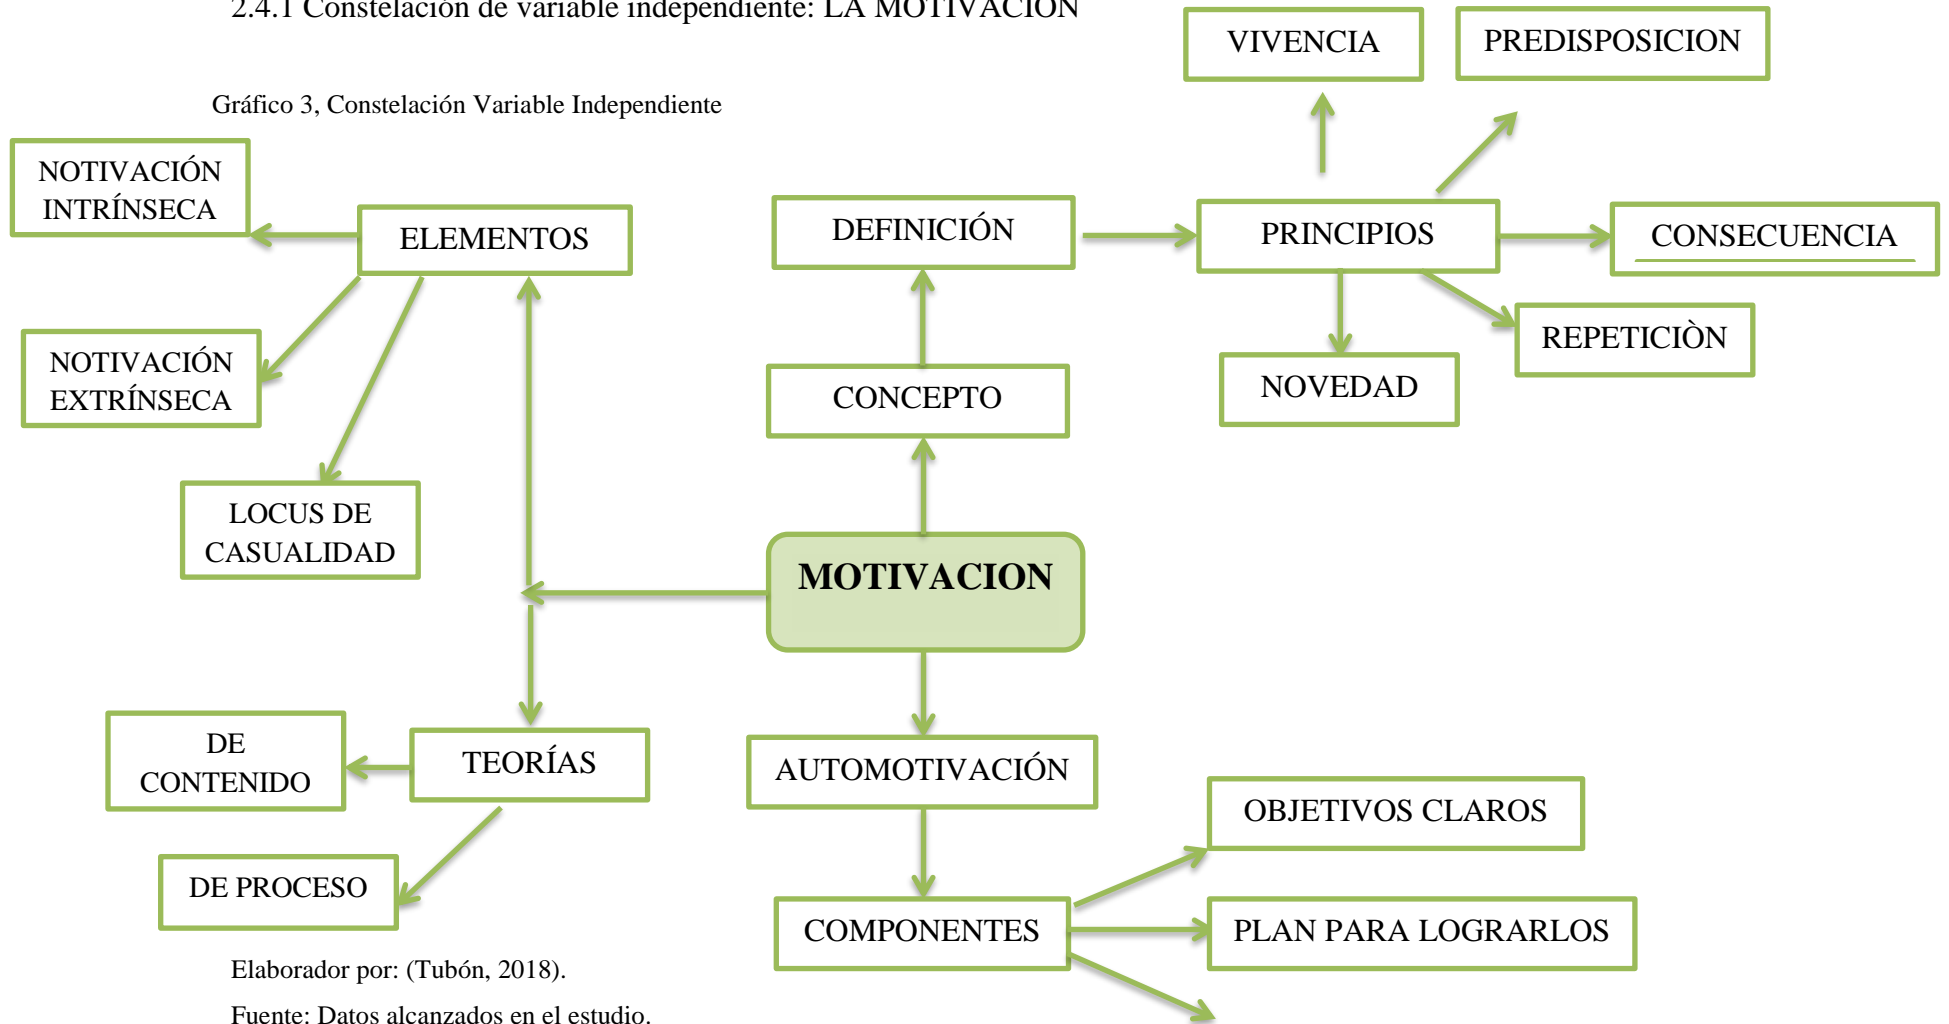 2.4.1 Constelación de variable independiente: LA MOTIVACIÓN
Gráfico 3, Constelación Variable Independiente
VIVENCIA
PREDISPOSICION
NOTIVACIÓN
INTRÍNSECA
ELEMENTOS
DEFINICIÓN
PRINCIPIOS
CONSECUENCIA
NOTIVACIÓN
EXTRÍNSECA
CONCEPTO
NOVEDAD
REPETICIÒN
LOCUS DE
CASUALIDAD
MOTIVACION
DE
CONTENIDO
TEORÍAS
AUTOMOTIVACIÓN
OBJETIVOS CLAROS
DE PROCESO
COMPONENTES
PLAN PARA LOGRARLOS
Elaborador por: (Tubón, 2018).
Fuente: Datos alcanzados en el estudio.